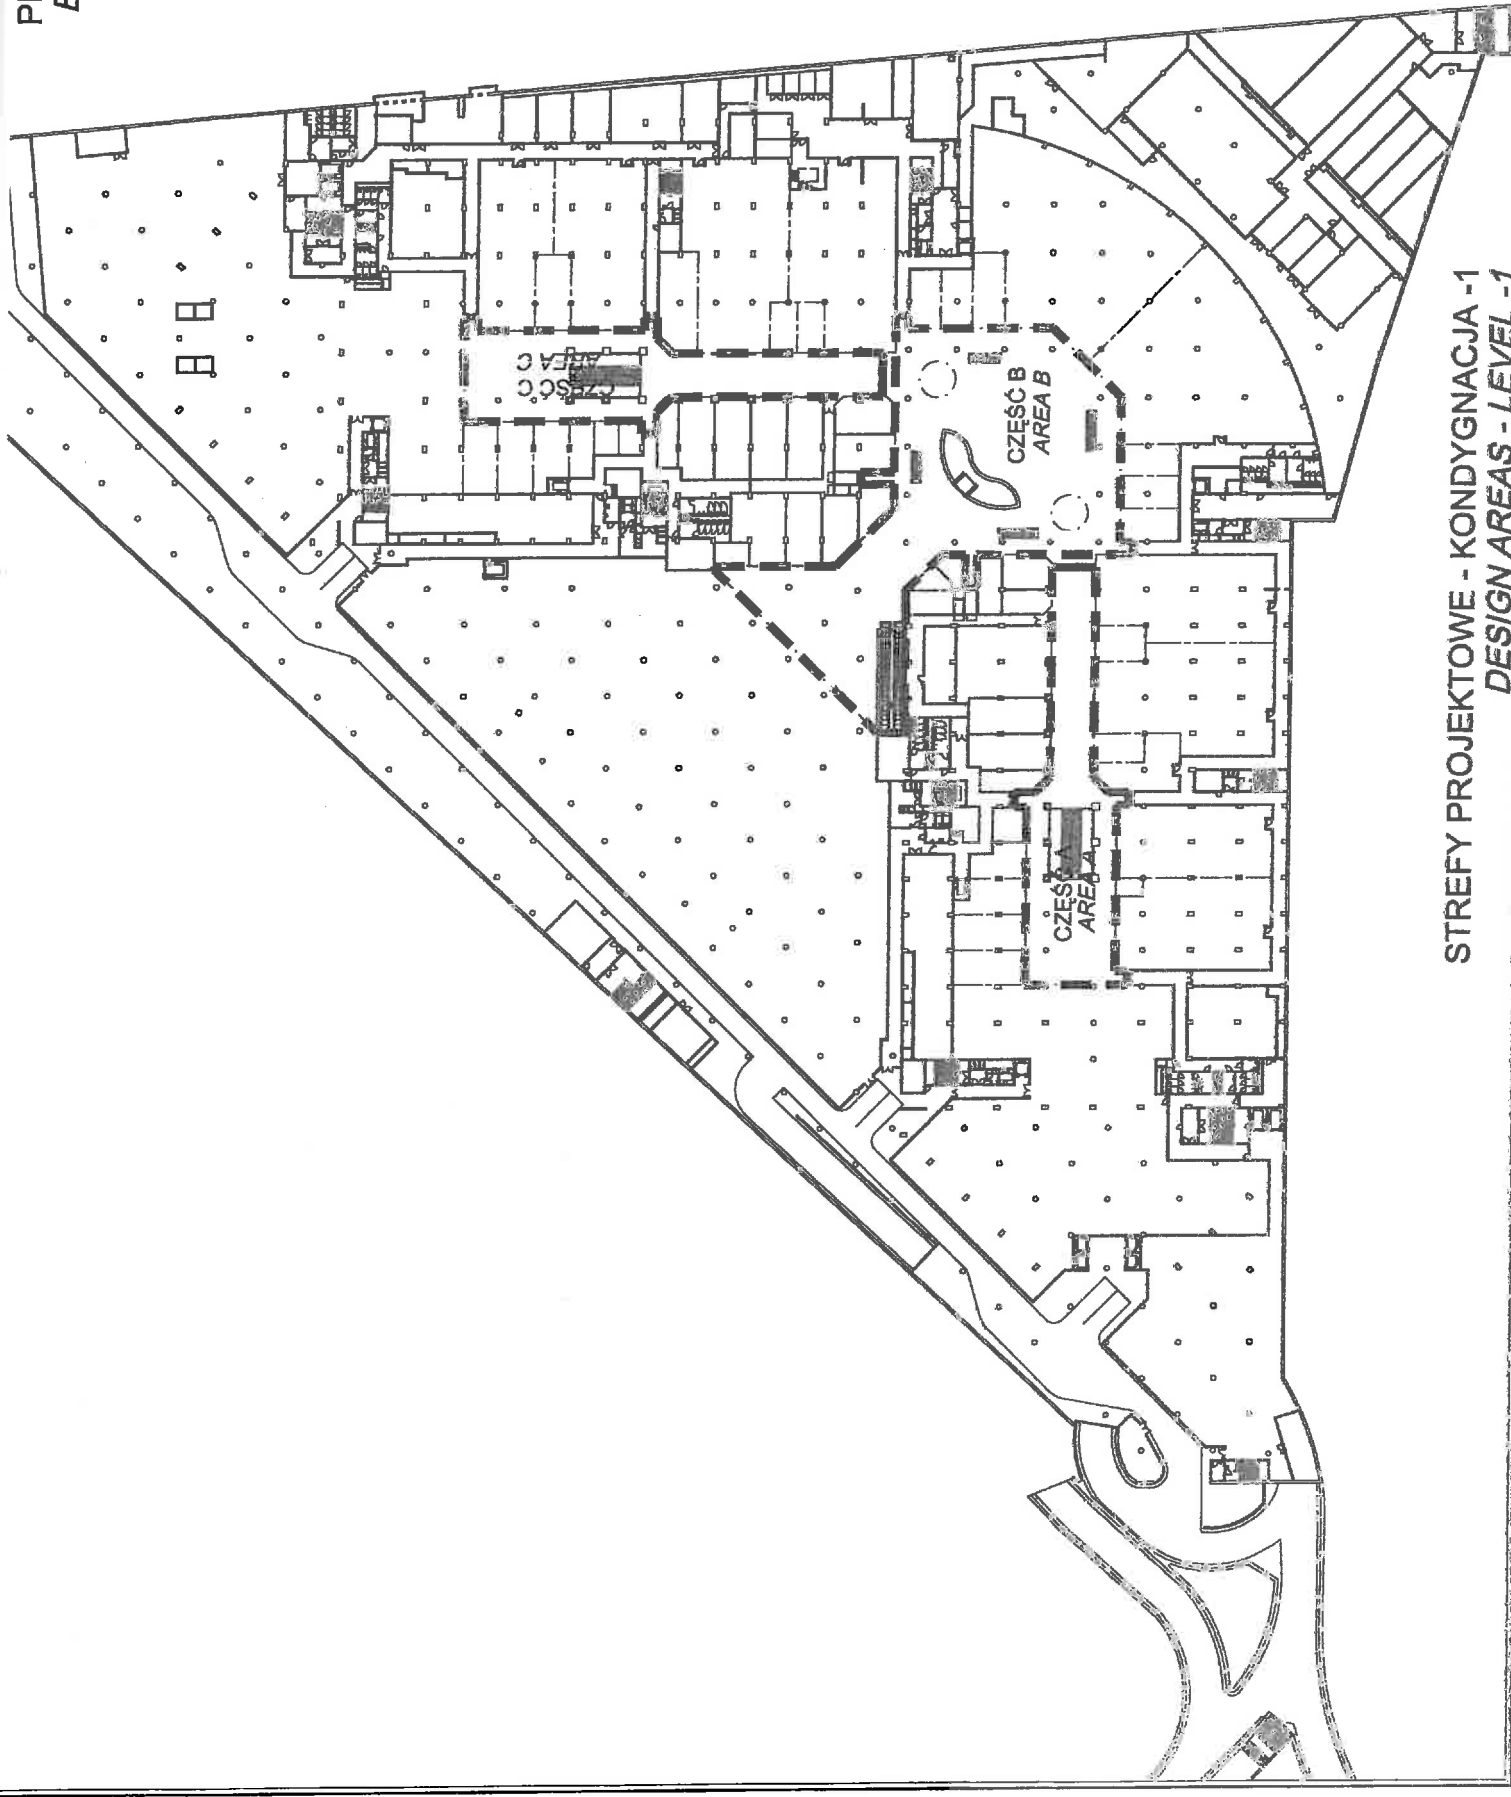 CZĘŚĆ C
AREA C
CZĘŚĆ B
AREA B
CZĘŚĆ A
AREA A
STREFY PROJEKTOWE - KONDYGNACJA -1
DESIGN AREAS - LEVEL -1